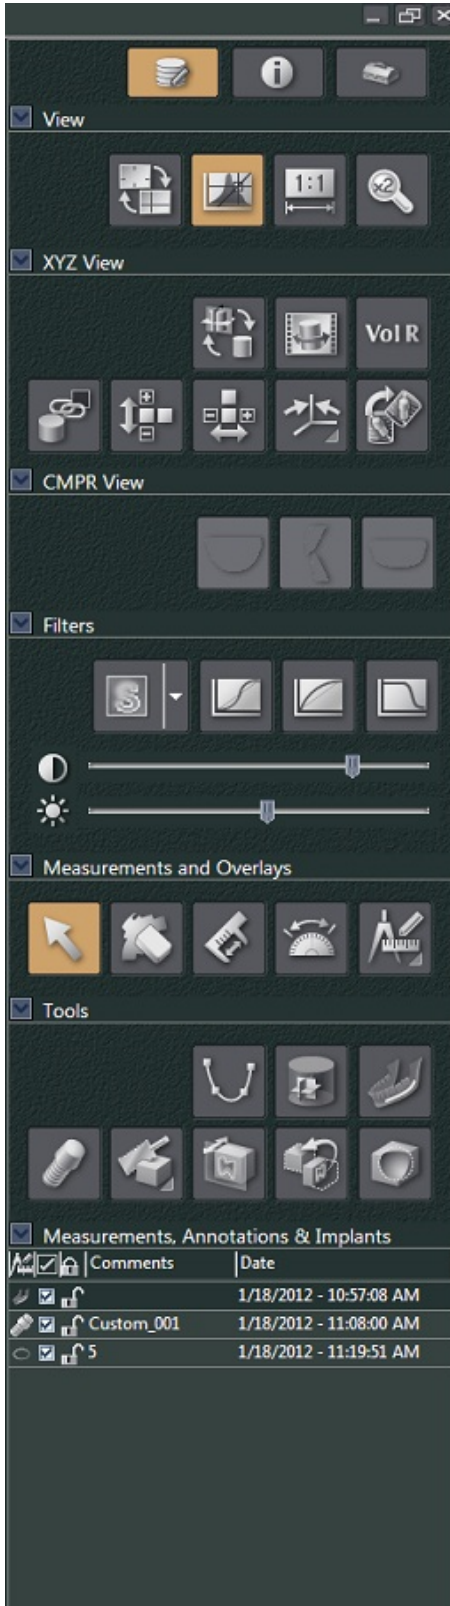 View
1:1
x2
XYZ View
Vol R
CMPR View
Filters
S
Measurements and Overlays
Tools
Measurements, Annotations & Implants
Comments Date
1/18/2012 - 10:57:08 AM
Custom_001 1/18/2012 - 11:08:00 AM
5 1/18/2012 - 11:19:51 AM